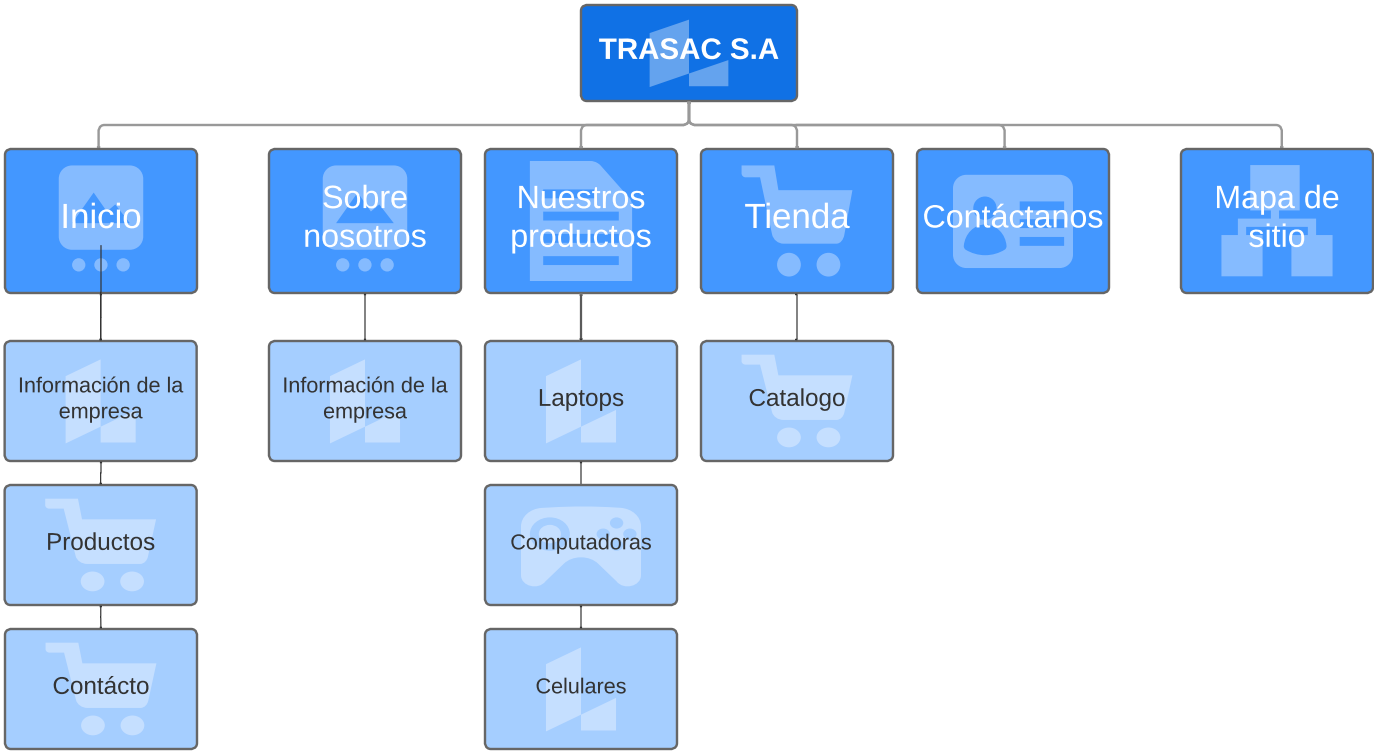 TRASAC S.A
Inicio
Sobre
nosotros
Nuestros
productos
Tienda
Contáctanos
Mapa de
sitio
Información de la
empresa
Información de la
empresa
Laptops
Catalogo
Productos
Computadoras
Contácto
Celulares